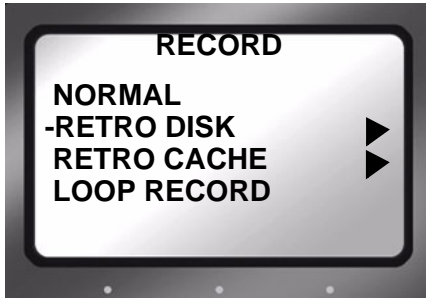 RECORD
NORMAL
-RETRO DISK
RETRO CACHE
LOOP RECORD